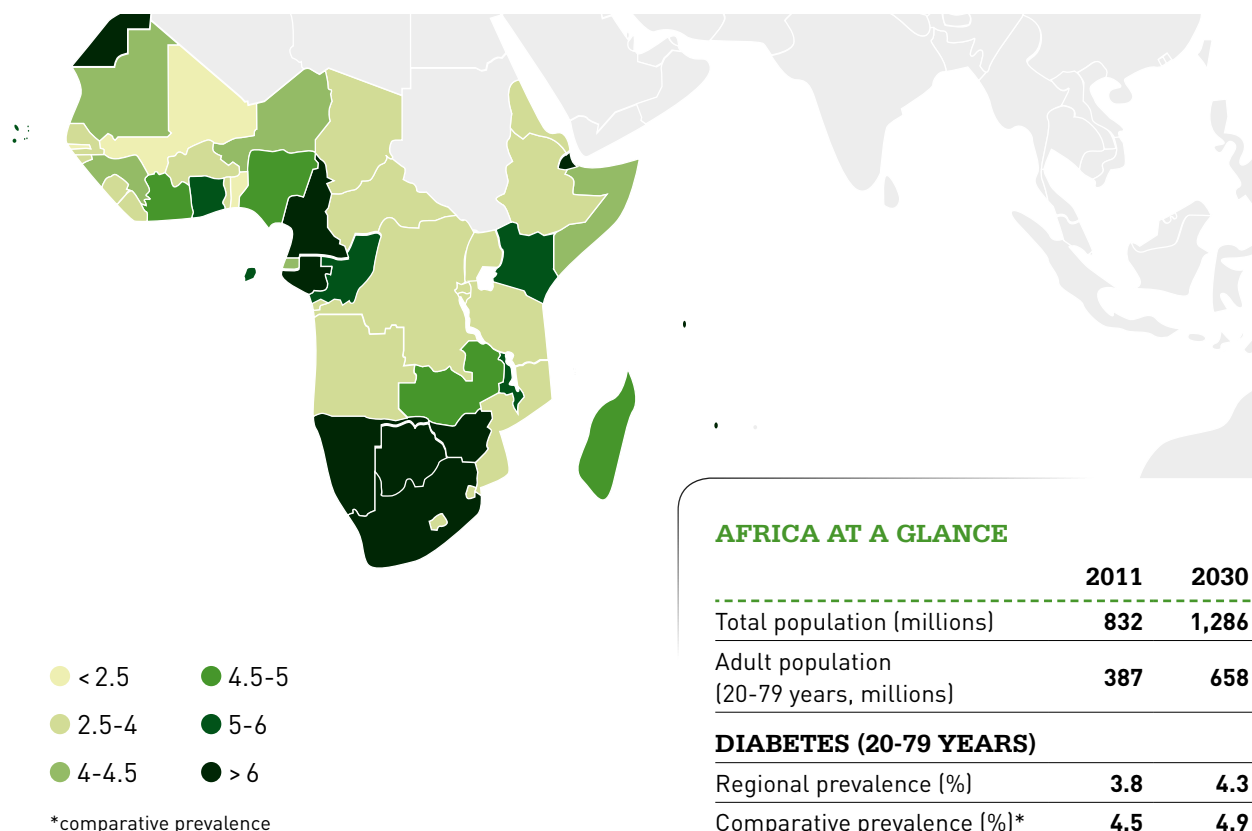 AFRICA AT A GLANCE
2011 2030
Total population (millions) 832 1,286
Adult population
(20-79 years, millions) 387 658
DIABETES (20-79 YEARS)
Regional prevalence (%) 3.8 4.3
Comparative prevalence (%)* 4.5 4.9
< 2.5 4.5-5
2.5-4 5-6
4-4.5 > 6
*comparative prevalence